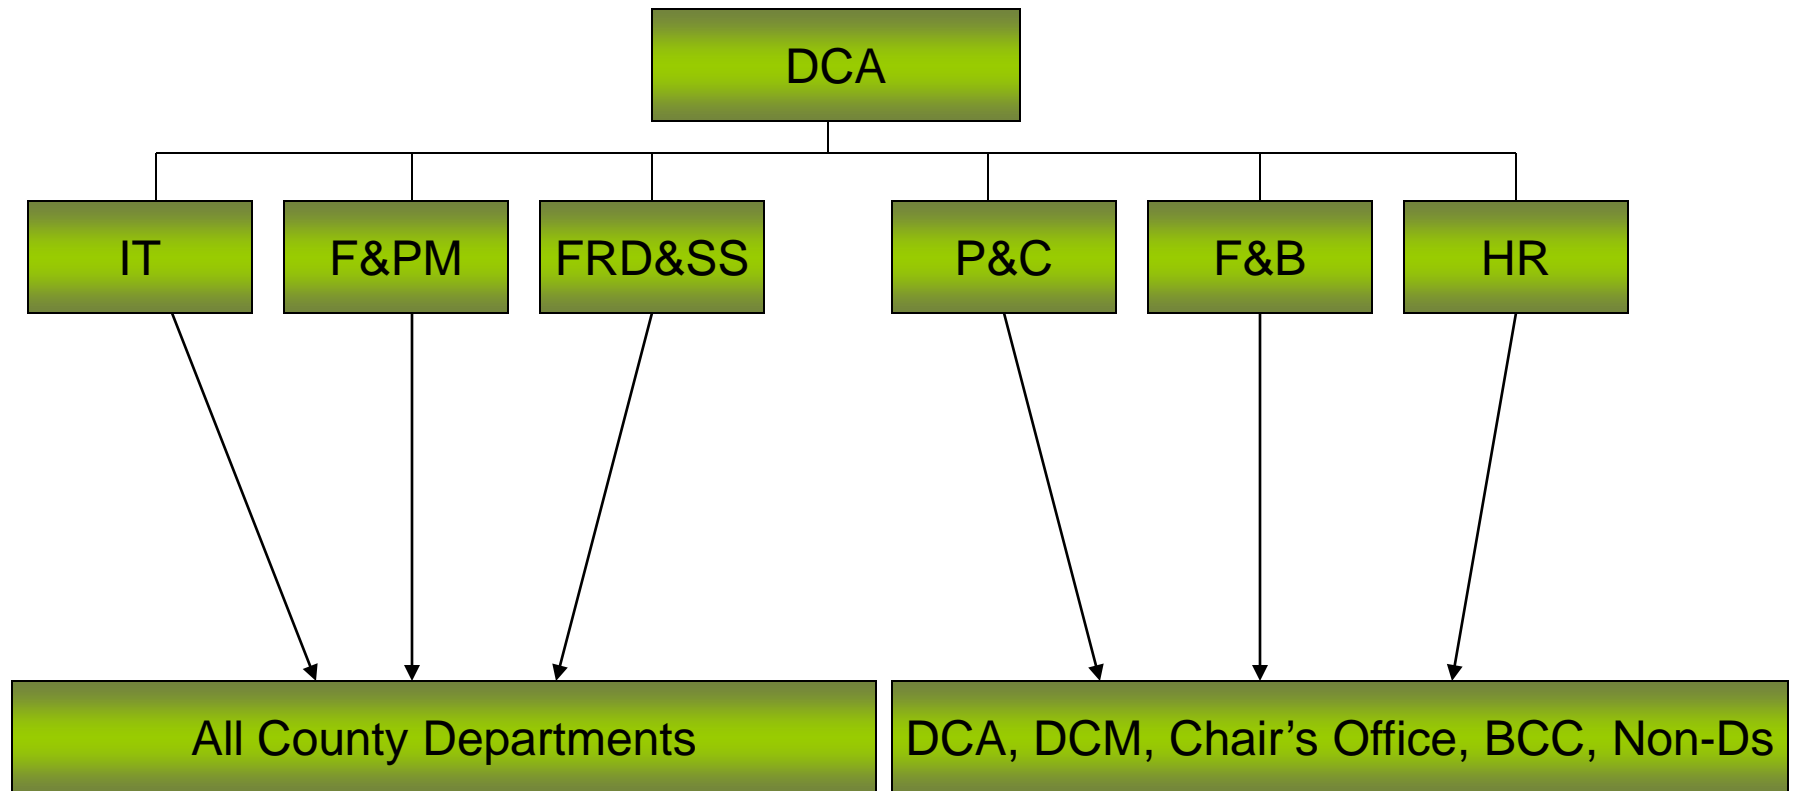 DCA
IT
F&PM
FRD&SS
P&C
F&B
HR
All County Departments
DCA, DCM, Chair’s Office, BCC, Non-Ds